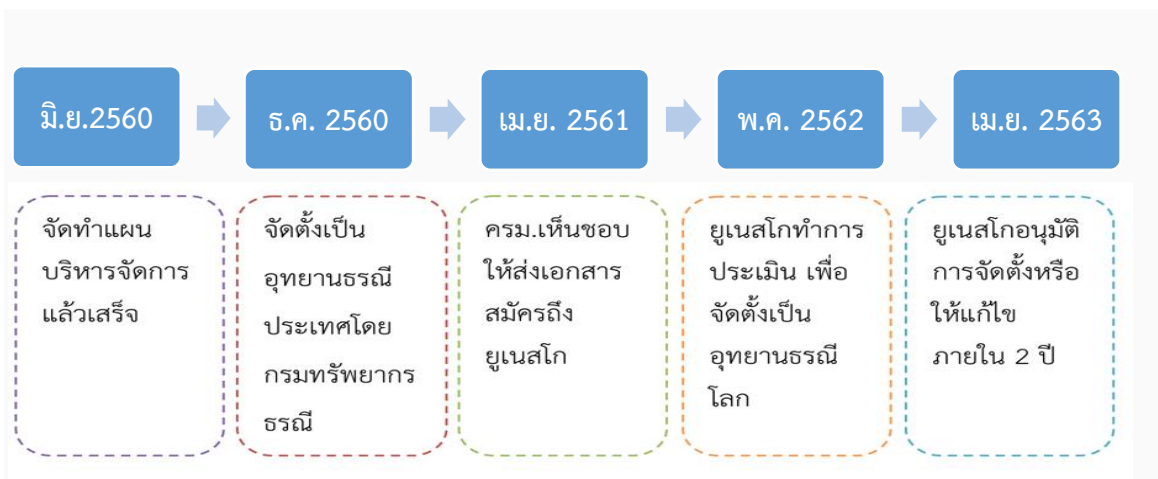 มิ.ย.2560
ธ.ค. 2560
เม.ย. 2561
พ.ค. 2562
เม.ย. 2563
จัดทำแผน
บริหารจัดการ
แล้วเสร็จ
จัดตั้งเป็น
อุทยานธรณี
ประเทศโดย
กรมทรัพยากร
ธรณี
ครม.เห็นชอบ
ให้ส่งเอกสาร
สมัครถึง
ยูเนสโก
ยูเนสโกทำการ
ประเมิน เพื่อ
จัดตั้งเป็น
อุทยานธรณี
โลก
ยูเนสโกอนุมัติ
การจัดตั้งหรือ
ให้แก้ไข
ภายใน 2 ปี